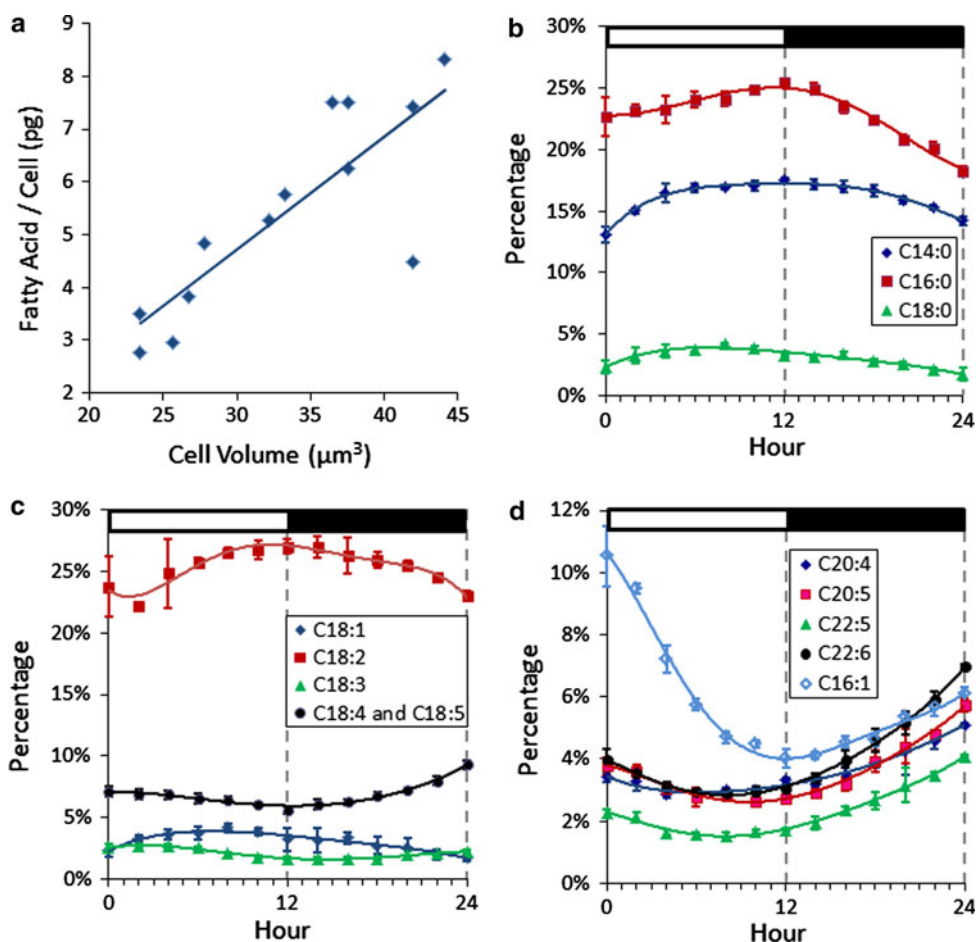 a
9
8
7
6
5
4
3
2
Fatty Acid / Cell (pg)
20 25 30 35 40 45
Cell Volume (µm³)
b
30%
25%
20%
15%
10%
5%
0%
Percentage
C14:0
C16:0
C18:0
0 12 24
Hour
c
30%
25%
20%
15%
10%
5%
0%
Percentage
C18:1
C18:2
C18:3
C18:4 and C18:5
0 12 24
Hour
d
12%
10%
8%
6%
4%
2%
0%
Percentage
C20:4
C20:5
C22:5
C22:6
C16:1
0 12 24
Hour